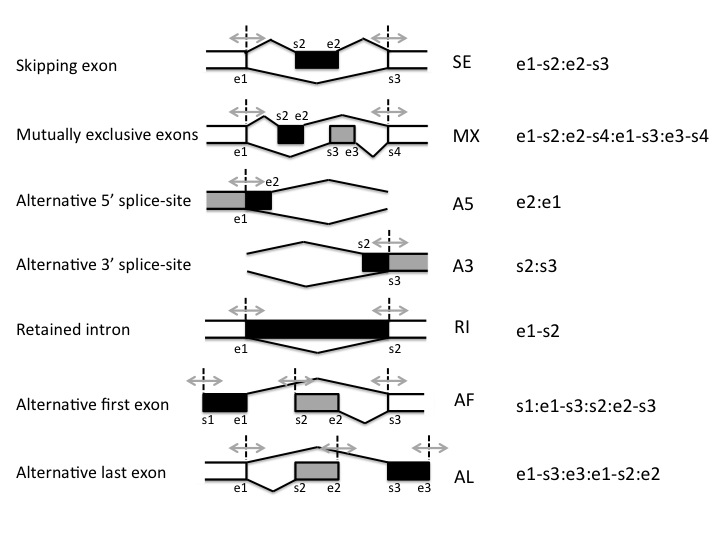 s2 e2
Skipping exon SE e1-s2:e2-s3
e1 s3
s2 e2
Mutually exclusive exons MX e1-s2:e2-s4:e1-s3:e3-s4
e1 s3 e3 s4
e2
Alternative 5’ splice-site A5 e2:e1
e1
s2
Alternative 3’ splice-site A3 s2:s3
s3
Retained intron RI e1-s2
e1 s2
Alternative first exon AF s1:e1-s3:s2:e2-s3
s1 e1 s2 e2 s3
Alternative last exon AL e1-s3:e3:e1-s2:e2
e1 s2 e2 s3 e3